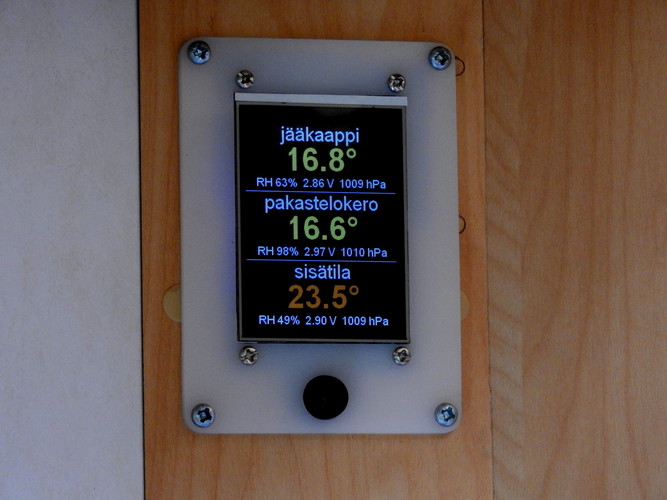 jääkaappi
16.8°
RH 63% 2.86 V 1009 hPa
pakastelokero
16.6°
RH 98% 2.97 V 1010 hPa
sisätila
23.5°
RH 49% 2.90 V 1009 hPa